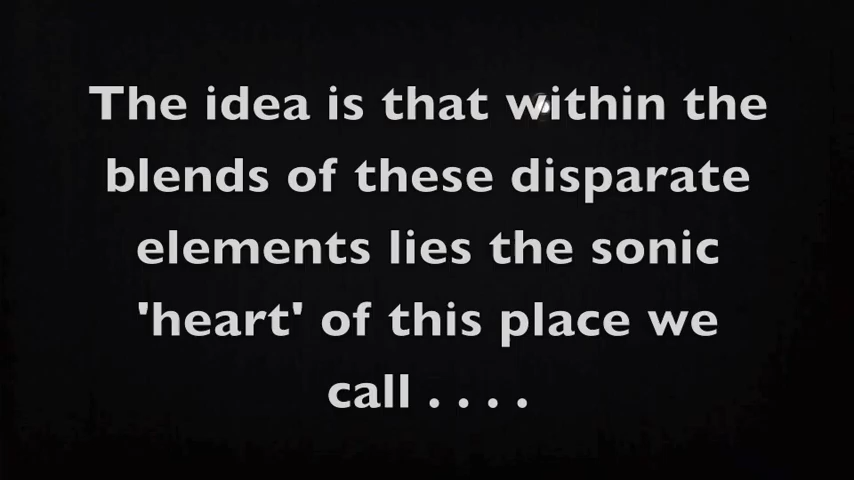 The idea is that within the
blends of these disparate
elements lies the sonic
'heart' of this place we
call . . . .